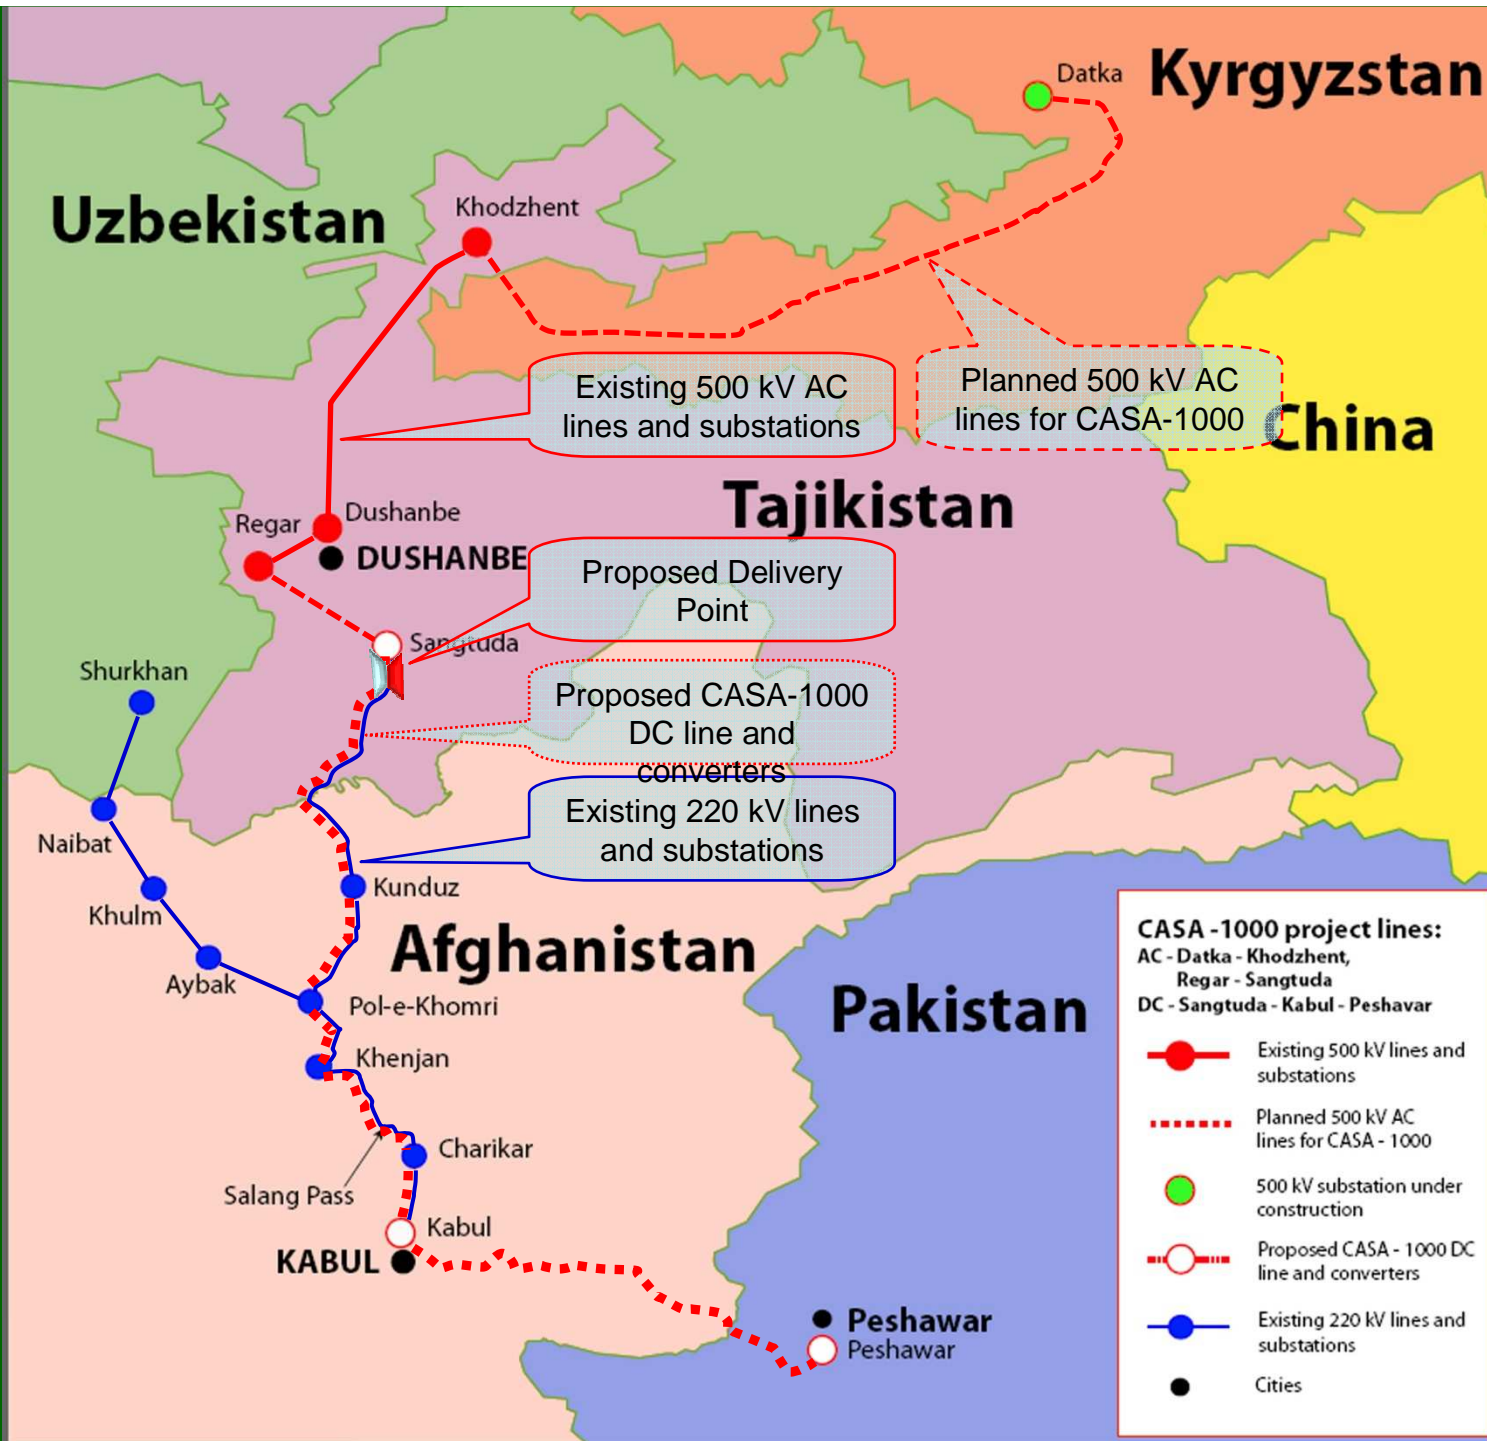 Datka
Kyrgyzstan
Uzbekistan
Khodzhent
Existing 500 kV AC
lines and substations
Planned 500 kV AC
lines for CASA-1000
China
Tajikistan
Regar
Dushanbe
DUSHANBE
Proposed Delivery
Point
Sangtuda
Shurkhan
Proposed CASA-1000
DC line and
converters
Existing 220 kV lines
and substations
Naibat
Kunduz
Khulm
Afghanistan
Aybak
Pol-e-Khomri
Pakistan
Khenjan
Charikar
Salang Pass
Kabul
KABUL
Peshawar
Peshawar
CASA -1000 project lines:
AC - Datka - Khodzhent,
Regar - Sangtuda
DC - Sangtuda - Kabul - Peshavar
Existing 500 kV lines and
substations
Planned 500 kV AC
lines for CASA - 1000
500 kV substation under
construction
Proposed CASA - 1000 DC
line and converters
Existing 220 kV lines and
substations
Cities